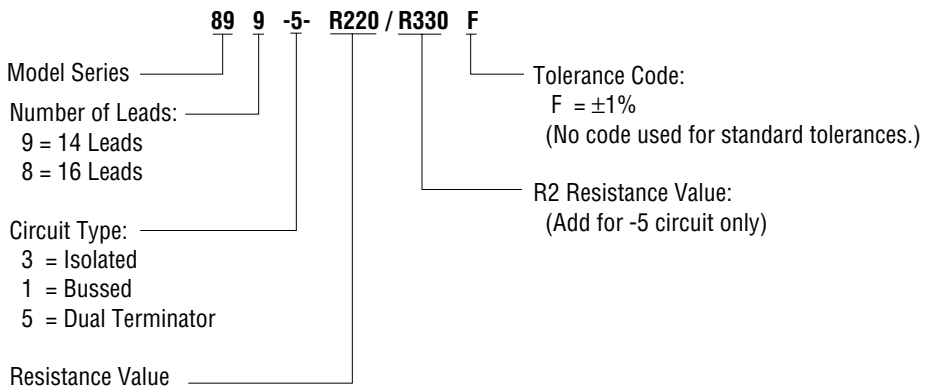 89 9 -5- R220 / R330 F
Model Series
Number of Leads:
9 = 14 Leads
8 = 16 Leads
Circuit Type:
3 = Isolated
1 = Bussed
5 = Dual Terminator
Resistance Value
Tolerance Code:
F = ±1%
(No code used for standard tolerances.)
R2 Resistance Value:
(Add for -5 circuit only)